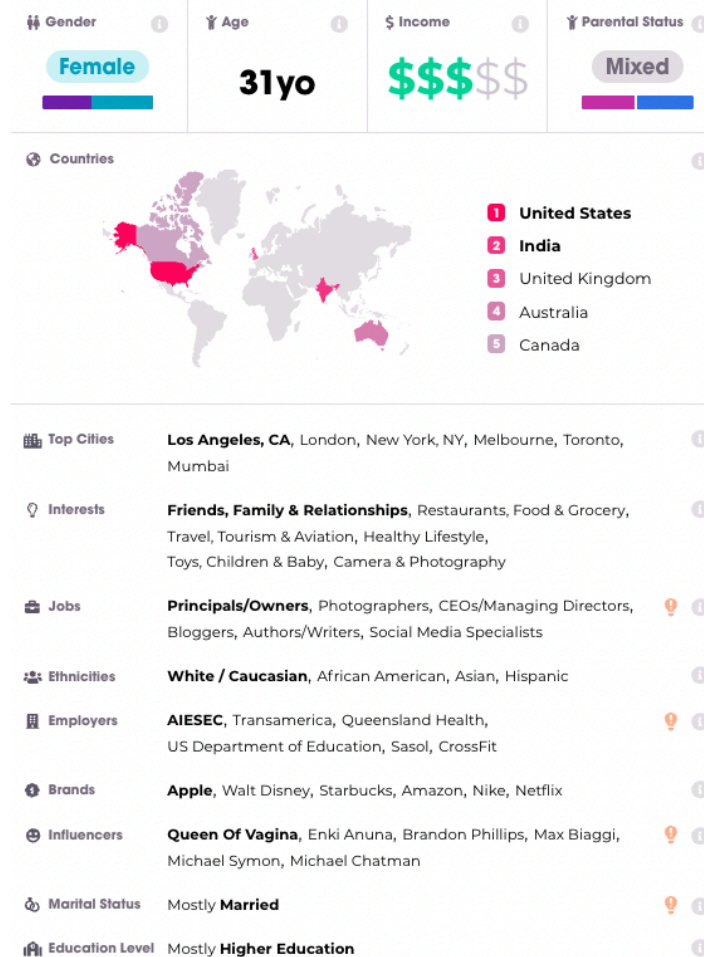 Gender
Age
$ Income
Parental Status
Female
31yo
$$$$$
Mixed
Countries
1 United States
2 India
3 United Kingdom
4 Australia
5 Canada
Top Cities
Los Angeles, CA, London, New York, NY, Melbourne, Toronto,
Mumbai
Interests
Friends, Family & Relationships, Restaurants, Food & Grocery,
Travel, Tourism & Aviation, Healthy Lifestyle,
Toys, Children & Baby, Camera & Photography
Jobs
Principals/Owners, Photographers, CEOs/Managing Directors,
Bloggers, Authors/Writers, Social Media Specialists
Ethnicities
White / Caucasian, African American, Asian, Hispanic
Employers
AIESEC, Transamerica, Queensland Health,
US Department of Education, Sasol, CrossFit
Brands
Apple, Walt Disney, Starbucks, Amazon, Nike, Netflix
Influencers
Queen Of Vagina, Enki Anuna, Brandon Phillips, Max Biaggi,
Michael Symon, Michael Chatman
Marital Status
Mostly Married
Education Level
Mostly Higher Education